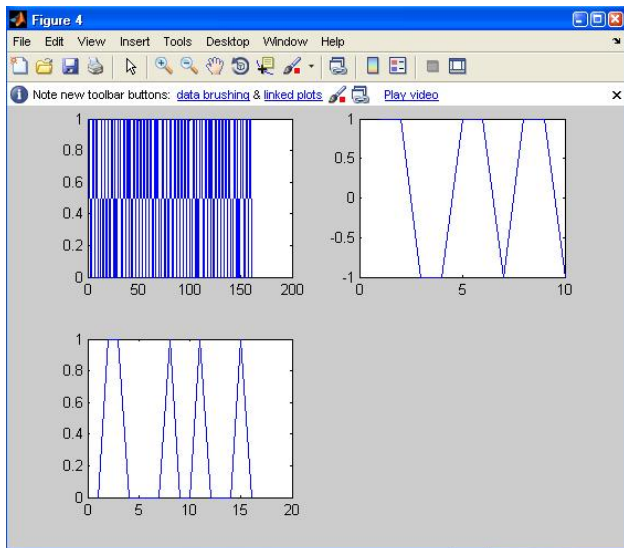 Figure 4
File Edit View Insert Tools Desktop Window Help
Note new toolbar buttons: data brushing & linked plots Play video
1
0.8
0.6
0.4
0.2
0
0 50 100 150 200
1
0.5
0
-0.5
-1
0 5 10
1
0.8
0.6
0.4
0.2
0
0 5 10 15 20